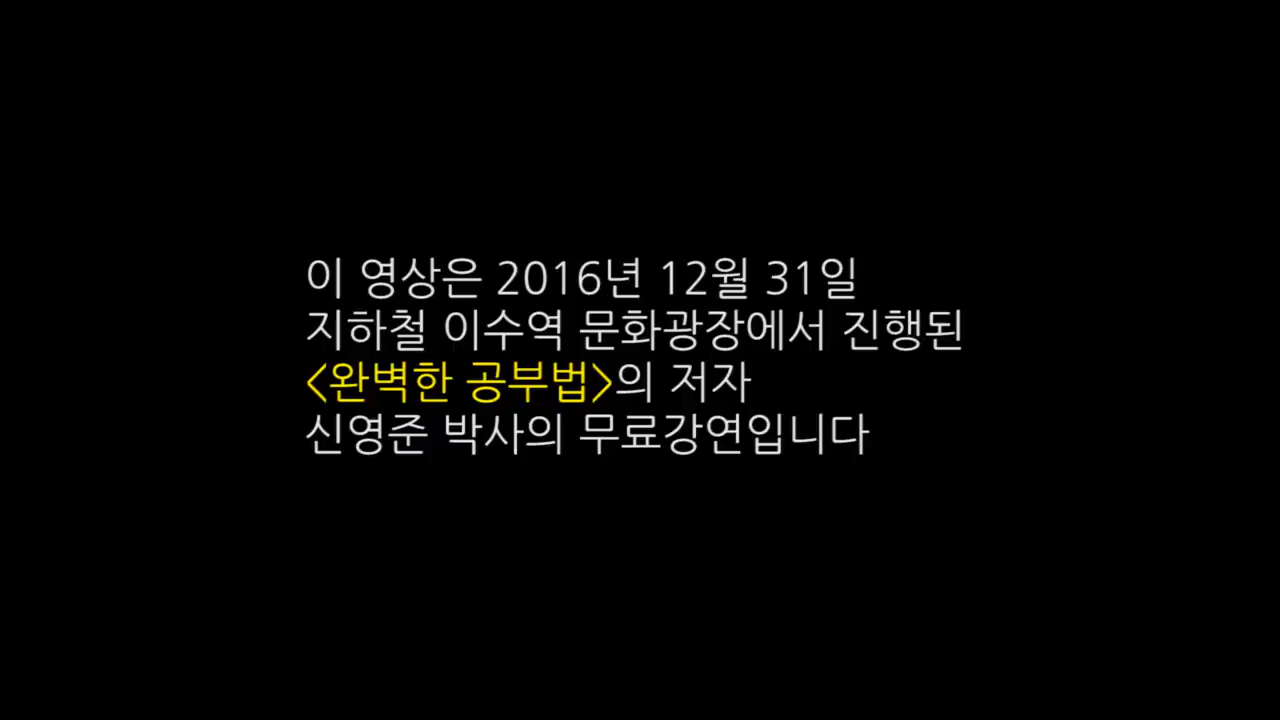 이 영상은 2016년 12월 31일
지하철 이수역 문화광장에서 진행된
<완벽한 공부법>의 저자
신영준 박사의 무료강연입니다